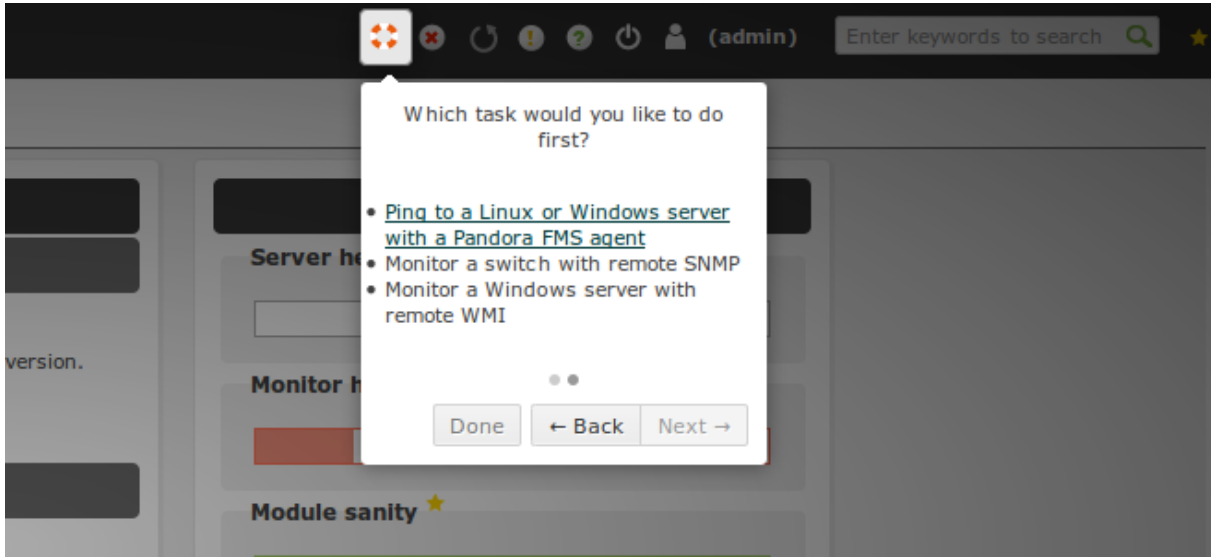 (admin)
Enter keywords to search
Which task would you like to do
first?
• Ping to a Linux or Windows server
with a Pandora FMS agent
• Monitor a switch with remote SNMP
• Monitor a Windows server with
remote WMI
Server he
version.
Monitor h
Done
← Back
Next →
Module sanity